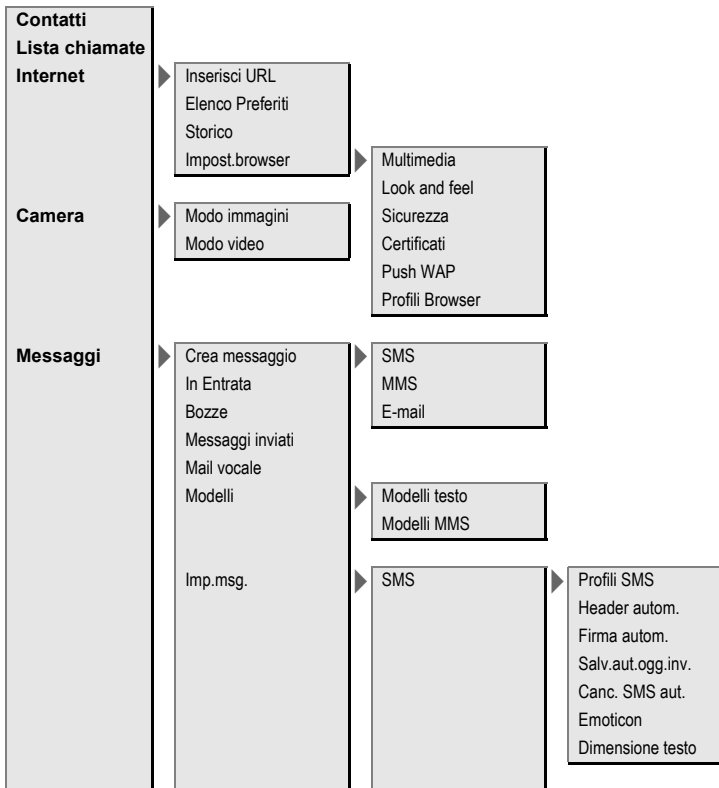 Contatti
Lista chiamate
Internet
Inserisci URL
Elenco Preferiti
Storico
Impost.browser
Multimedia
Look and feel
Sicurezza
Certificati
Push WAP
Profili Browser
Camera
Modo immagini
Modo video
Messaggi
Crea messaggio
SMS
MMS
E-mail
In Entrata
Bozze
Messaggi inviati
Mail vocale
Modelli
Modelli testo
Modelli MMS
Imp.msg.
SMS
Profili SMS
Header autom.
Firma autom.
Salv.aut.ogg.inv.
Canc. SMS aut.
Emoticon
Dimensione testo